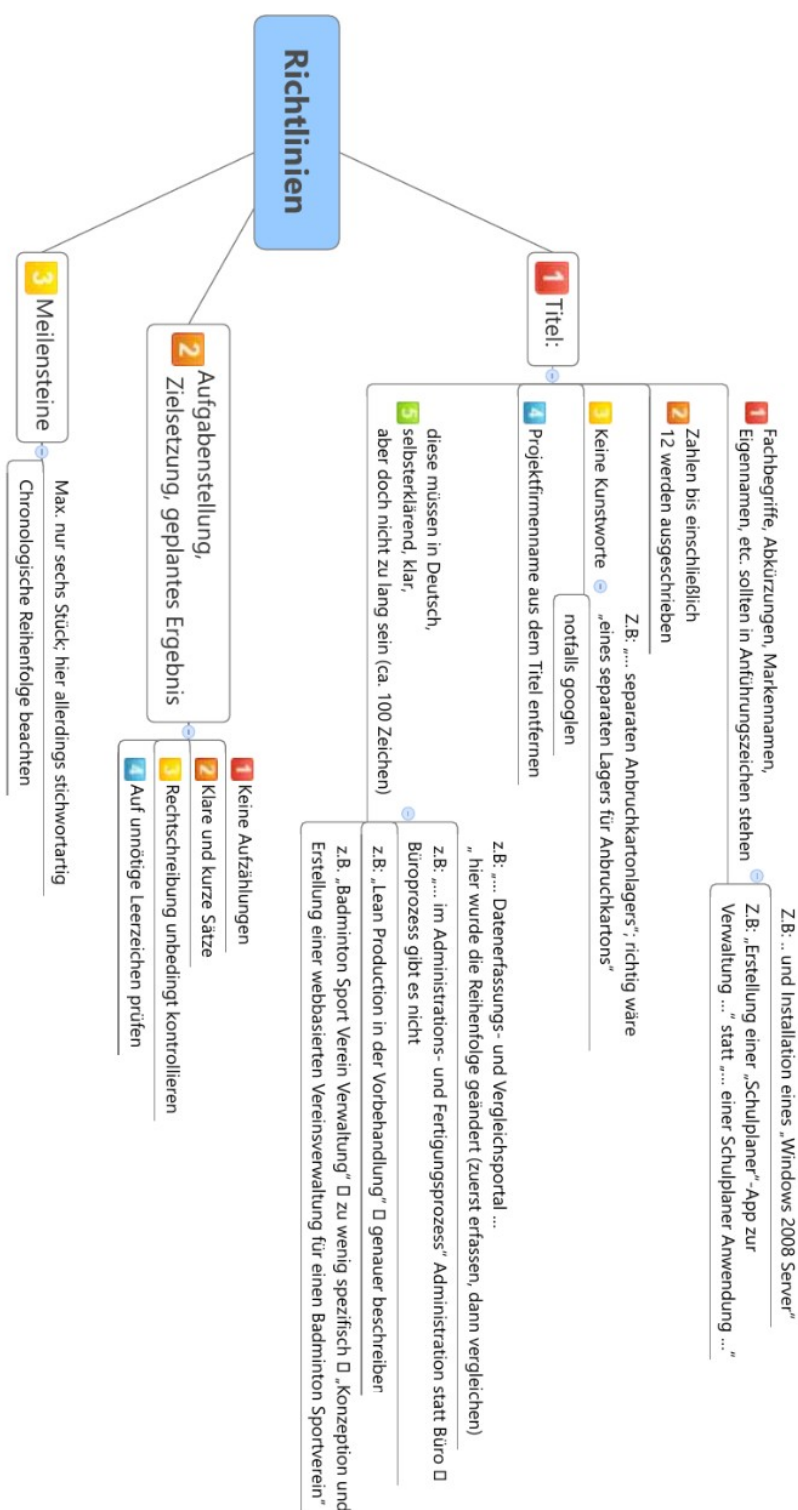 Richtlinien
1 Titel:
1 Fachbegriffe, Abkürzungen, Markennamen,
Eigennamen, etc. sollten in Anführungszeichen stehen
Z.B: .. und Installation eines „Windows 2008 Server“
Z.B: „Erstellung einer „Schulplaner“-App zur
Verwaltung ...“ statt „... einer Schulplaner Anwendung ...“
2 Zahlen bis einschließlich
12 werden ausgeschrieben
3 Keine Kunstworte
Z.B: „... separaten Anbruchkartonlagers“; richtig wäre
„eines separaten Lagers für Anbruchkartons“
notfalls googlen
4 Projektfirmenname aus dem Titel entfernen
5 diese müssen in Deutsch,
selbsterklärend, klar,
aber doch nicht zu lang sein (ca. 100 Zeichen)
z.B: „... Datenerfassungs- und Vergleichsportal ...
„ hier wurde die Reihenfolge geändert (zuerst erfassen, dann vergleichen)
z.B: „... im Administrations- und Fertigungsprozess“ Administration statt Büro ▯
Büroprozess gibt es nicht
z.B: „Lean Production in der Vorbehandlung“ ▯ genauer beschreiben
z.B. „Badminton Sport Verein Verwaltung“ ▯ zu wenig spezifisch ▯ „Konzeption und
Erstellung einer webbasierten Vereinsverwaltung für einen Badminton Sportverein“
2 Aufgabenstellung,
Zielsetzung, geplantes Ergebnis
1 Keine Aufzählungen
2 Klare und kurze Sätze
3 Rechtschreibung unbedingt kontrollieren
4 Auf unnötige Leerzeichen prüfen
3 Meilensteine
Max. nur sechs Stück; hier allerdings stichwortartig
Chronologische Reihenfolge beachten